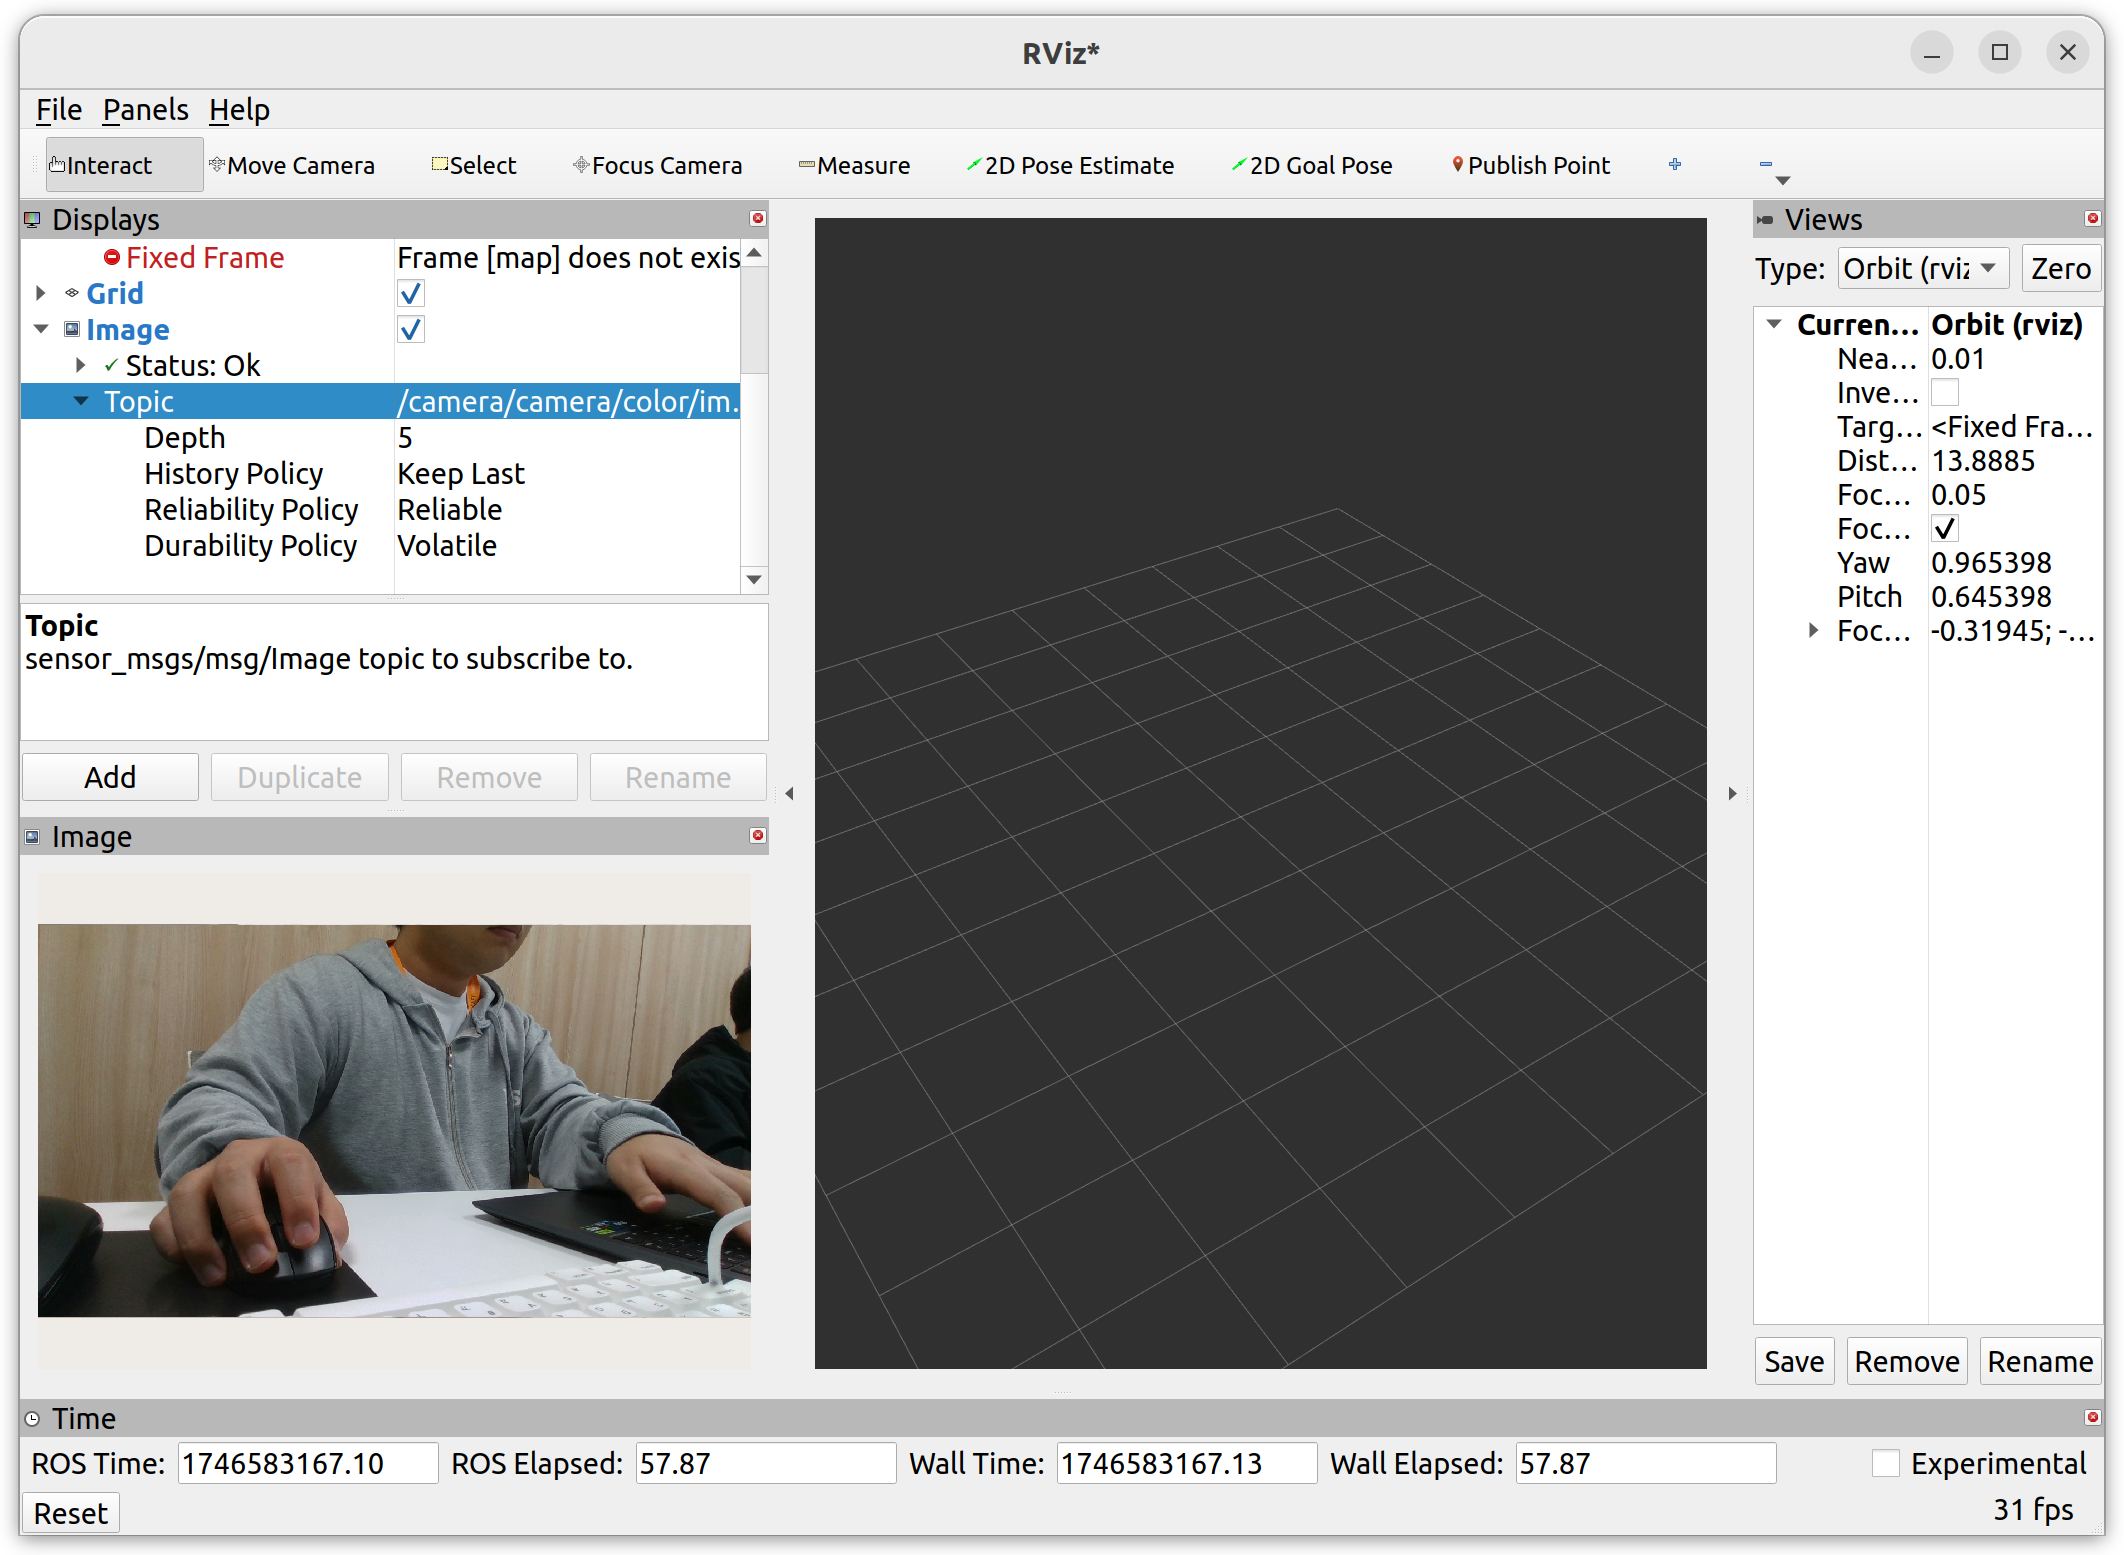 RViz*
File Panels Help
Interact Move Camera Select Focus Camera Measure 2D Pose Estimate 2D Goal Pose Publish Point
Displays
Fixed Frame Frame [map] does not exis
Grid
Image
Status: Ok
Topic /camera/camera/color/im...
Depth 5
History Policy Keep Last
Reliability Policy Reliable
Durability Policy Volatile
Topic
sensor_msgs/msg/Image topic to subscribe to.
Add Duplicate Remove Rename
Image
Views
Type: Orbit (rviz Zero
Curren... Orbit (rviz)
Nea... 0.01
Inve...
Targ... <Fixed Fra...
Dist... 13.8885
Foc... 0.05
Foc...
Yaw 0.965398
Pitch 0.645398
Foc... -0.31945; -...
Save Remove Rename
Time
ROS Time: 1746583167.10 ROS Elapsed: 57.87 Wall Time: 1746583167.13 Wall Elapsed: 57.87 Experimental
Reset 31 fps